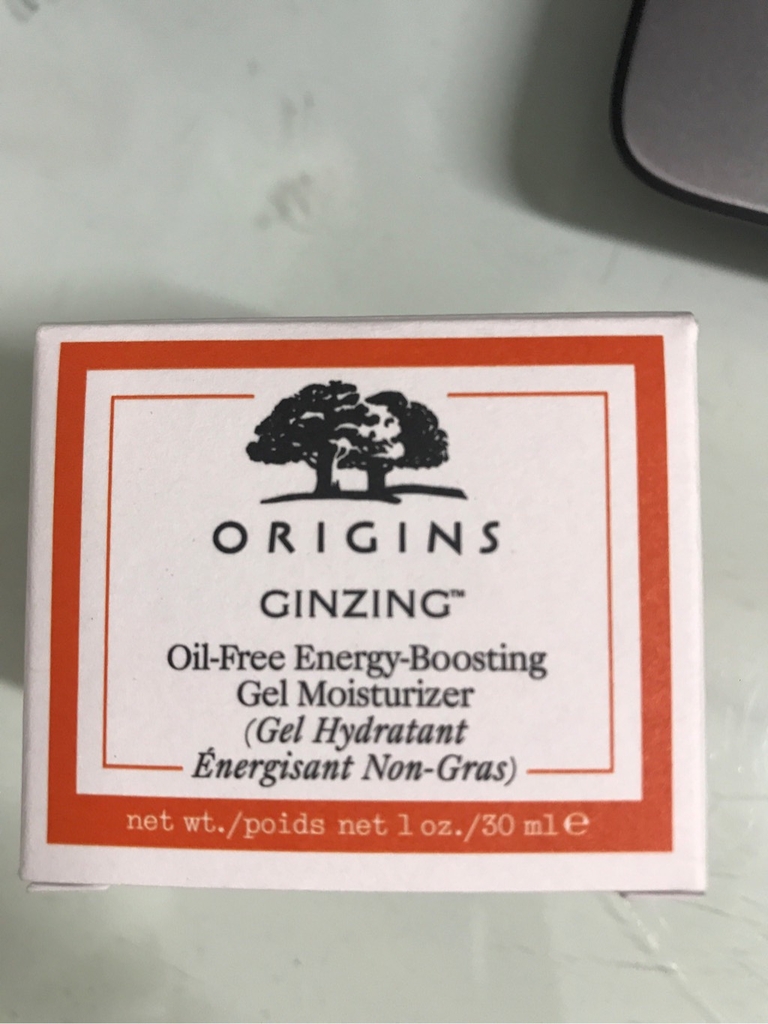 ORIGINS
GINZING™
Oil-Free Energy-Boosting
Gel Moisturizer
(Gel Hydratant
Énergisant Non-Gras)
net wt./poids net 1 oz./30 ml ℮